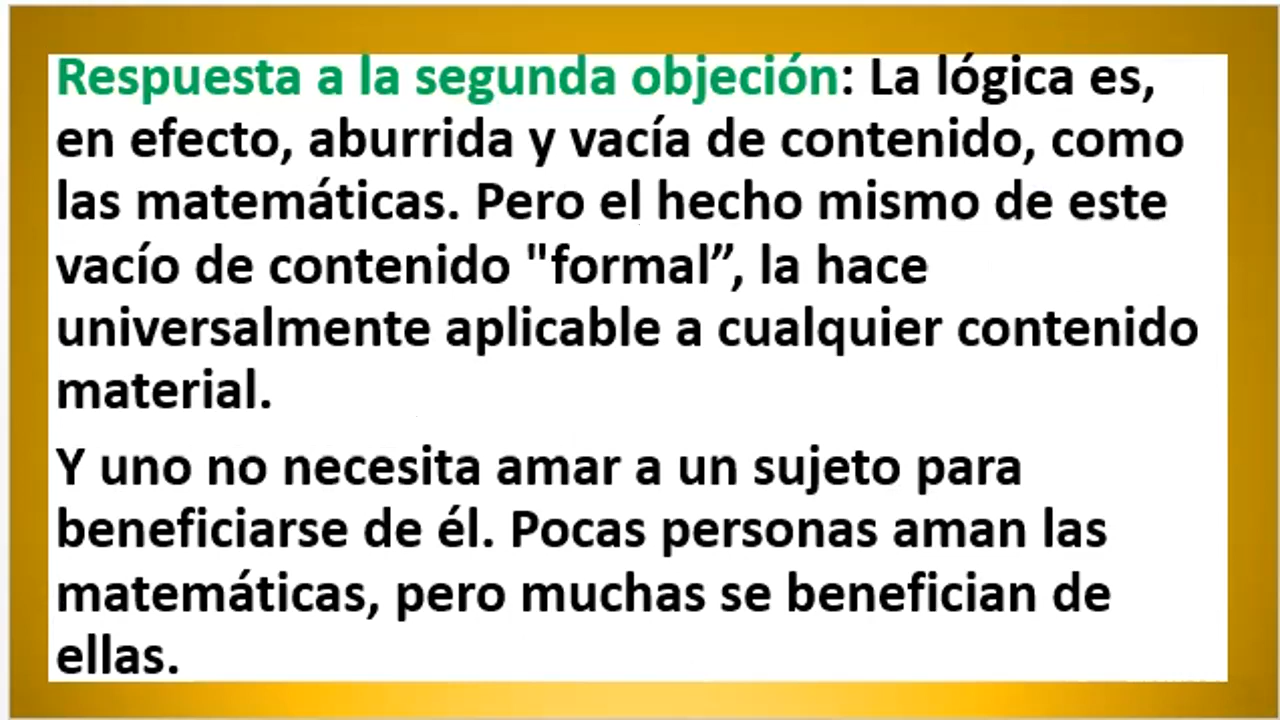 Respuesta a la segunda objeción: La lógica es,
en efecto, aburrida y vacía de contenido, como
las matemáticas. Pero el hecho mismo de este
vacío de contenido "formal”, la hace
universalmente aplicable a cualquier contenido
material.
Y uno no necesita amar a un sujeto para
beneficiarse de él. Pocas personas aman las
matemáticas, pero muchas se benefician de
ellas.